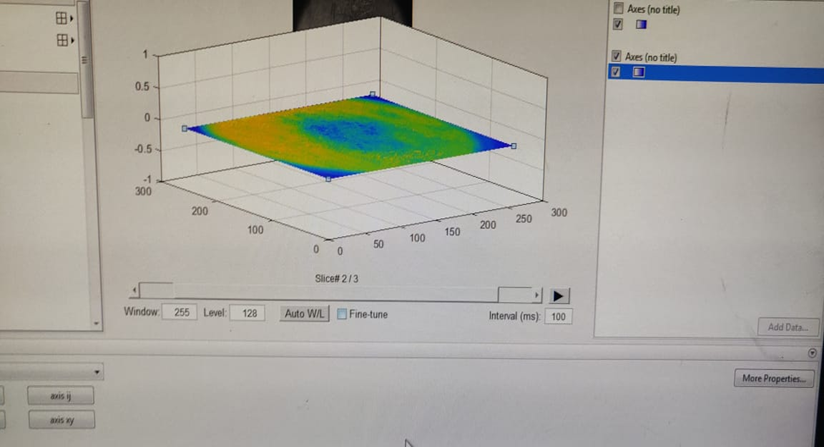 Axes (no title)
Axes (no title)
1
0.5
0
-0.5
-1
300
200
100
0
0
50
100
150
200
250
300
Slice# 2 / 3
Window: 255 Level: 128 Auto W/L Fine-tune Interval (ms): 100
Add Data...
More Properties...
axis ij
axis xy